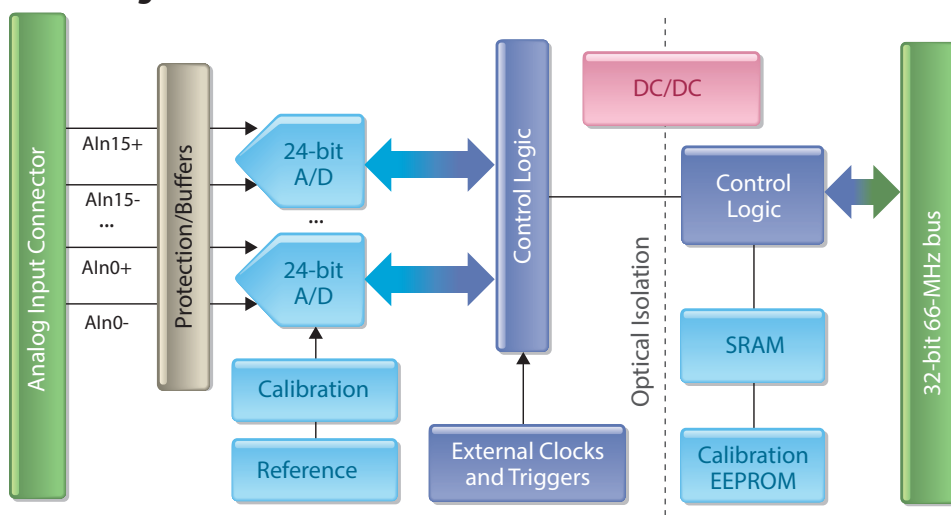 Analog Input Connector
AIn15+
AIn15-
...
AIn0+
AIn0-
Protection/Buffers
24-bit
A/D
...
24-bit
A/D
Calibration
Reference
Control Logic
External Clocks
and Triggers
DC/DC
Optical Isolation
Control
Logic
SRAM
Calibration
EEPROM
32-bit 66-MHz bus